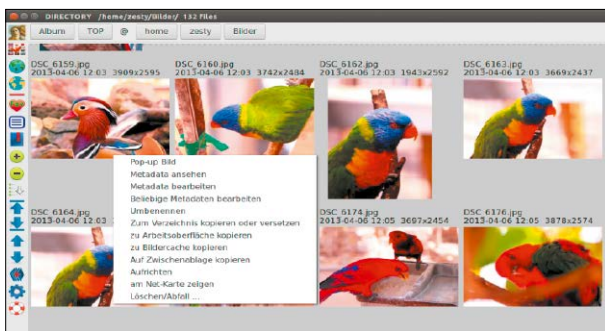 DIRECTORY /home/zesty/Bilder/ 132 Files
Album TOP @ home zesty Bilder
DSC_6159.jpg DSC_6160.jpg DSC_6162.jpg DSC_6163.jpg
2013-04-06 12:03 3909x2595 2013-04-06 12:03 3742x2484 2013-04-06 12:03 1943x2592 2013-04-06 12:03 3669x2437
Pop-up Bild
Metadata ansehen
Metadata bearbeiten
Beliebige Metadaten bearbeiten
Umbenennen
Zum Verzeichnis kopieren oder versetzen
zu Arbeitsoberfläche kopieren
zu Bildercache kopieren
Auf Zwischenablage kopieren
Aufrichten
am Net-Karte zeigen
Löschen/Abfall ...
DSC_6164.jpg DSC_6174.jpg DSC_6176.jpg
2013-04-06 12:03 2013-04-06 12:05 3697x2454 2013-04-06 12:05 3878x2574